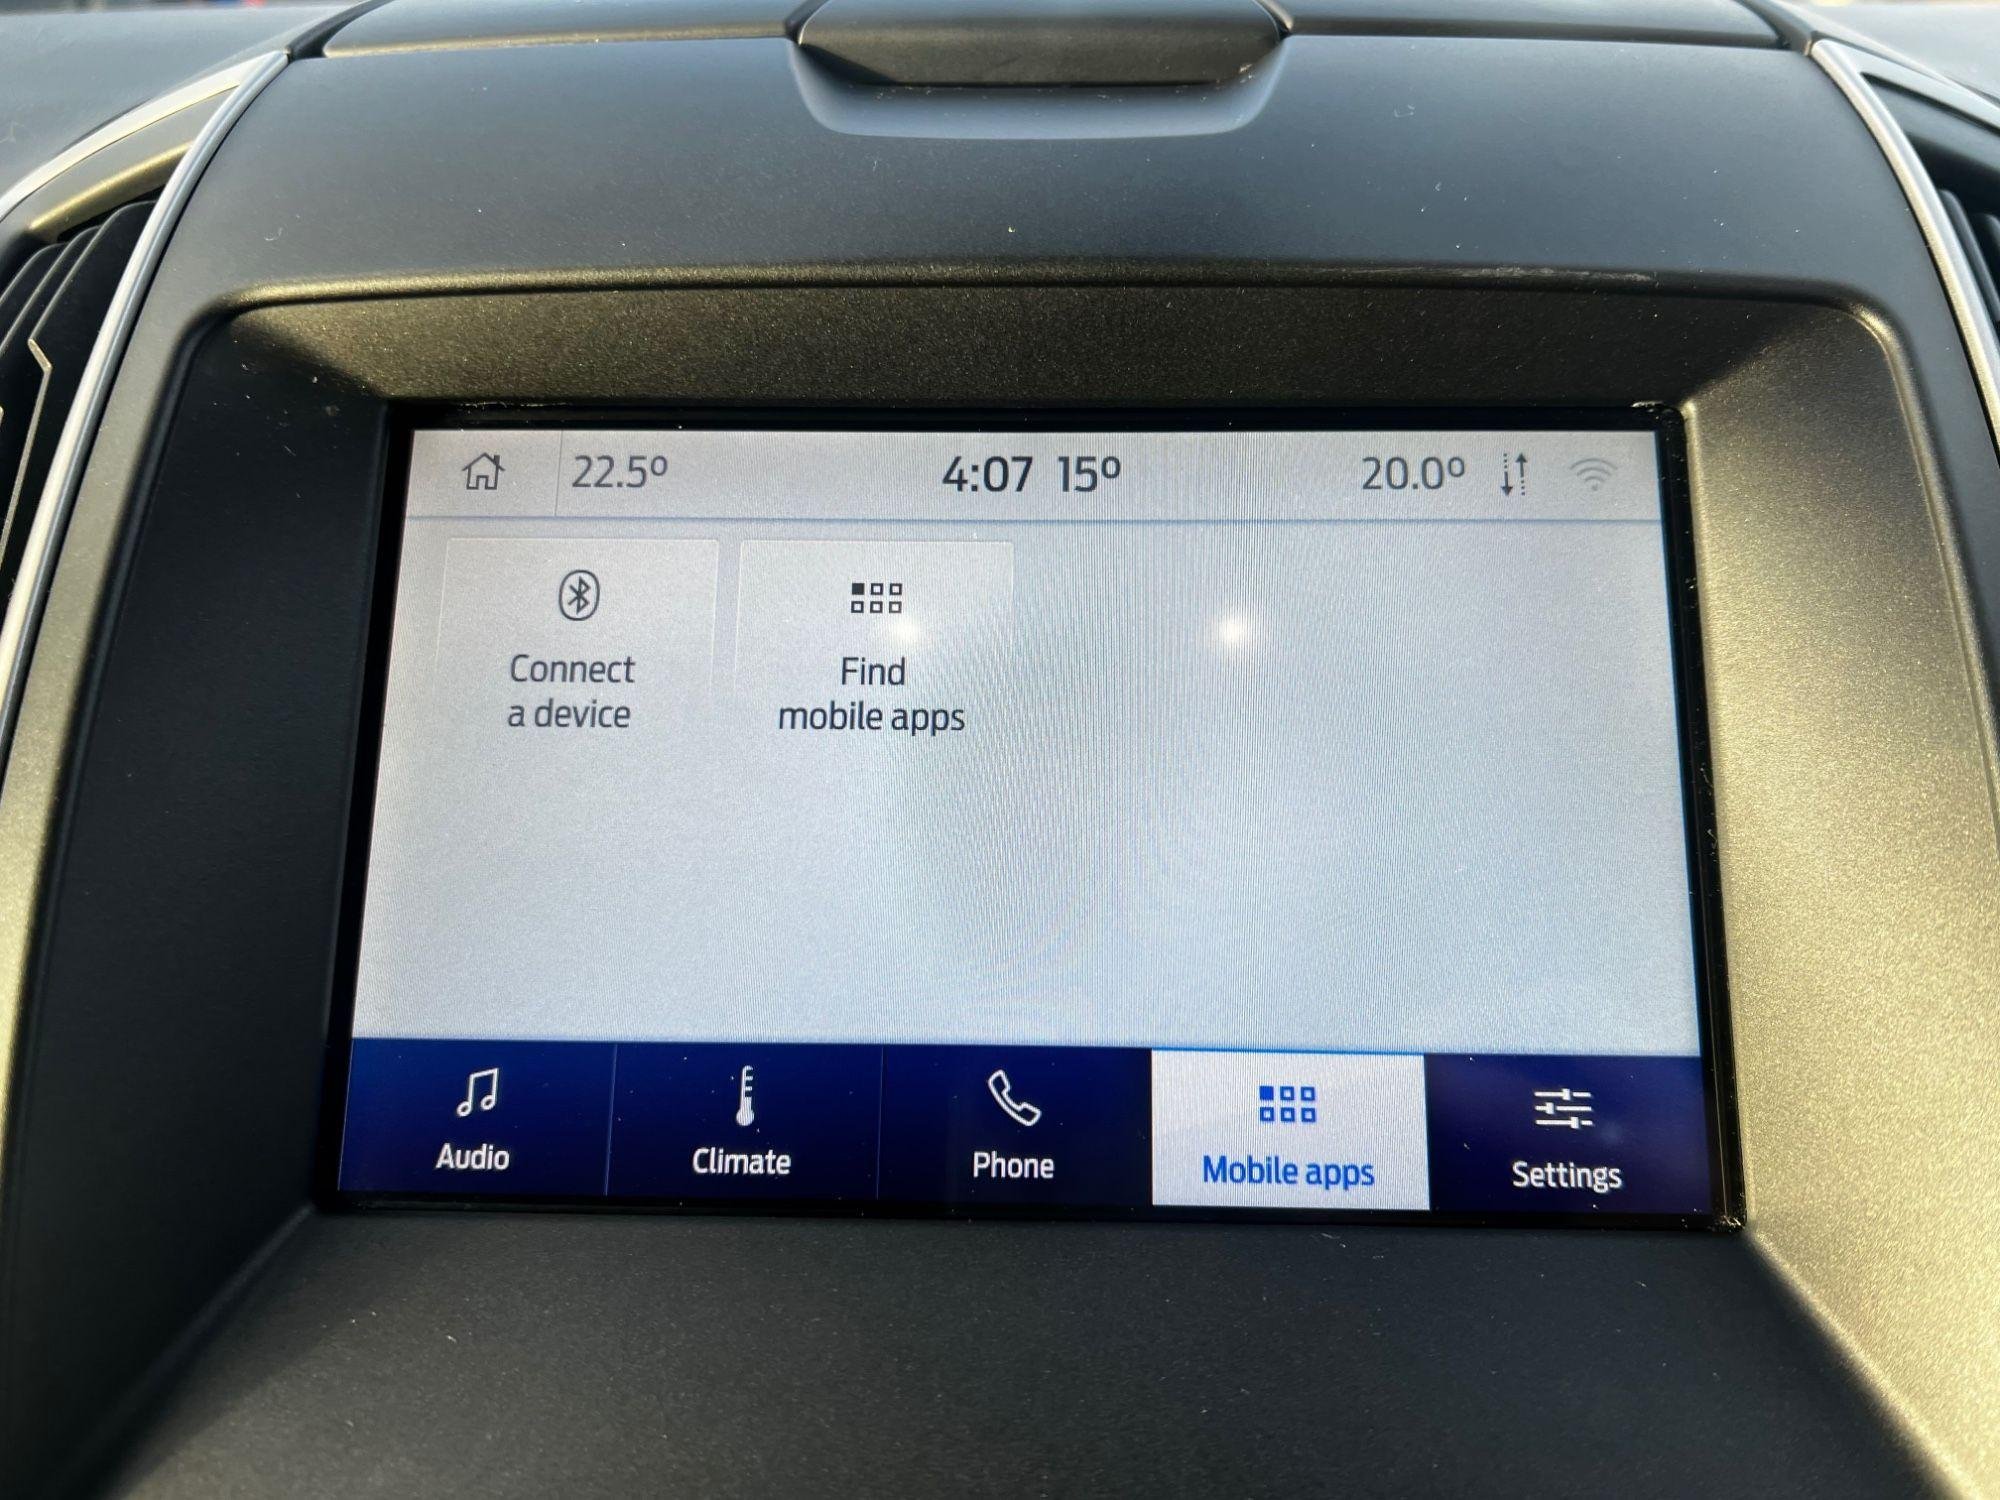 22.5º 4:07 15º 20.0º
Connect
a device
Find
mobile apps
Audio Climate Phone Mobile apps Settings